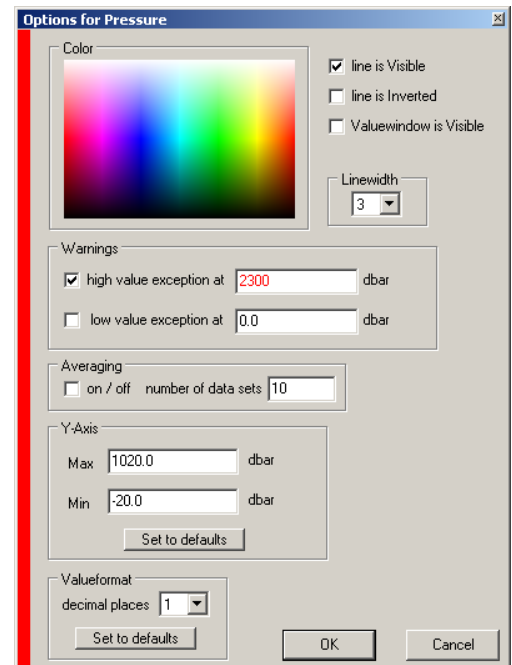 Options for Pressure
Color
line is Visible
line is Inverted
Valuewindow is Visible
Linewidth
3
Warnings
high value exception at 2300 dbar
low value exception at 0.0 dbar
Averaging
on / off number of data sets 10
Y-Axis
Max 1020.0 dbar
Min -20.0 dbar
Set to defaults
Valueformat
decimal places 1
Set to defaults
OK
Cancel